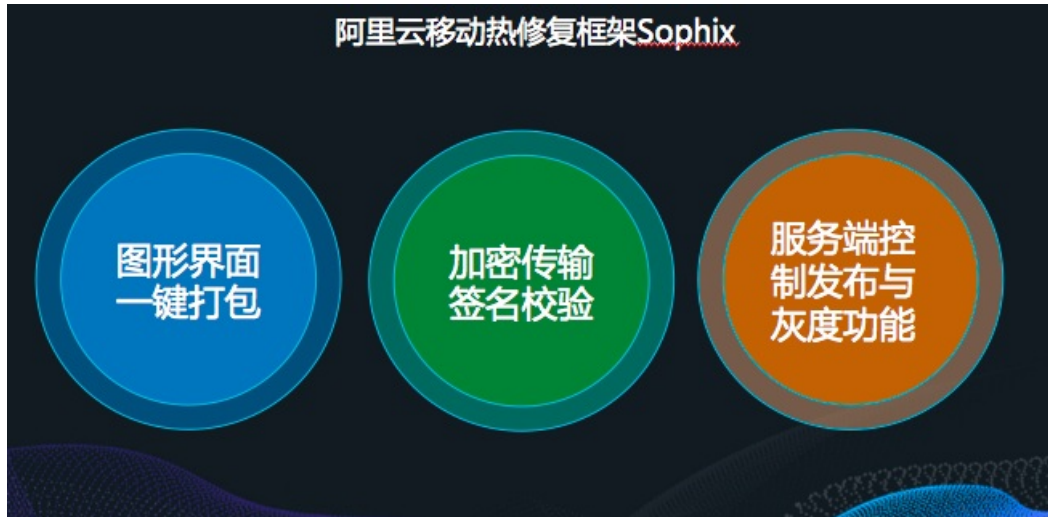 阿里云移动热修复框架Sophix
图形界面
一键打包
加密传输
签名校验
服务端控
制发布与
灰度功能